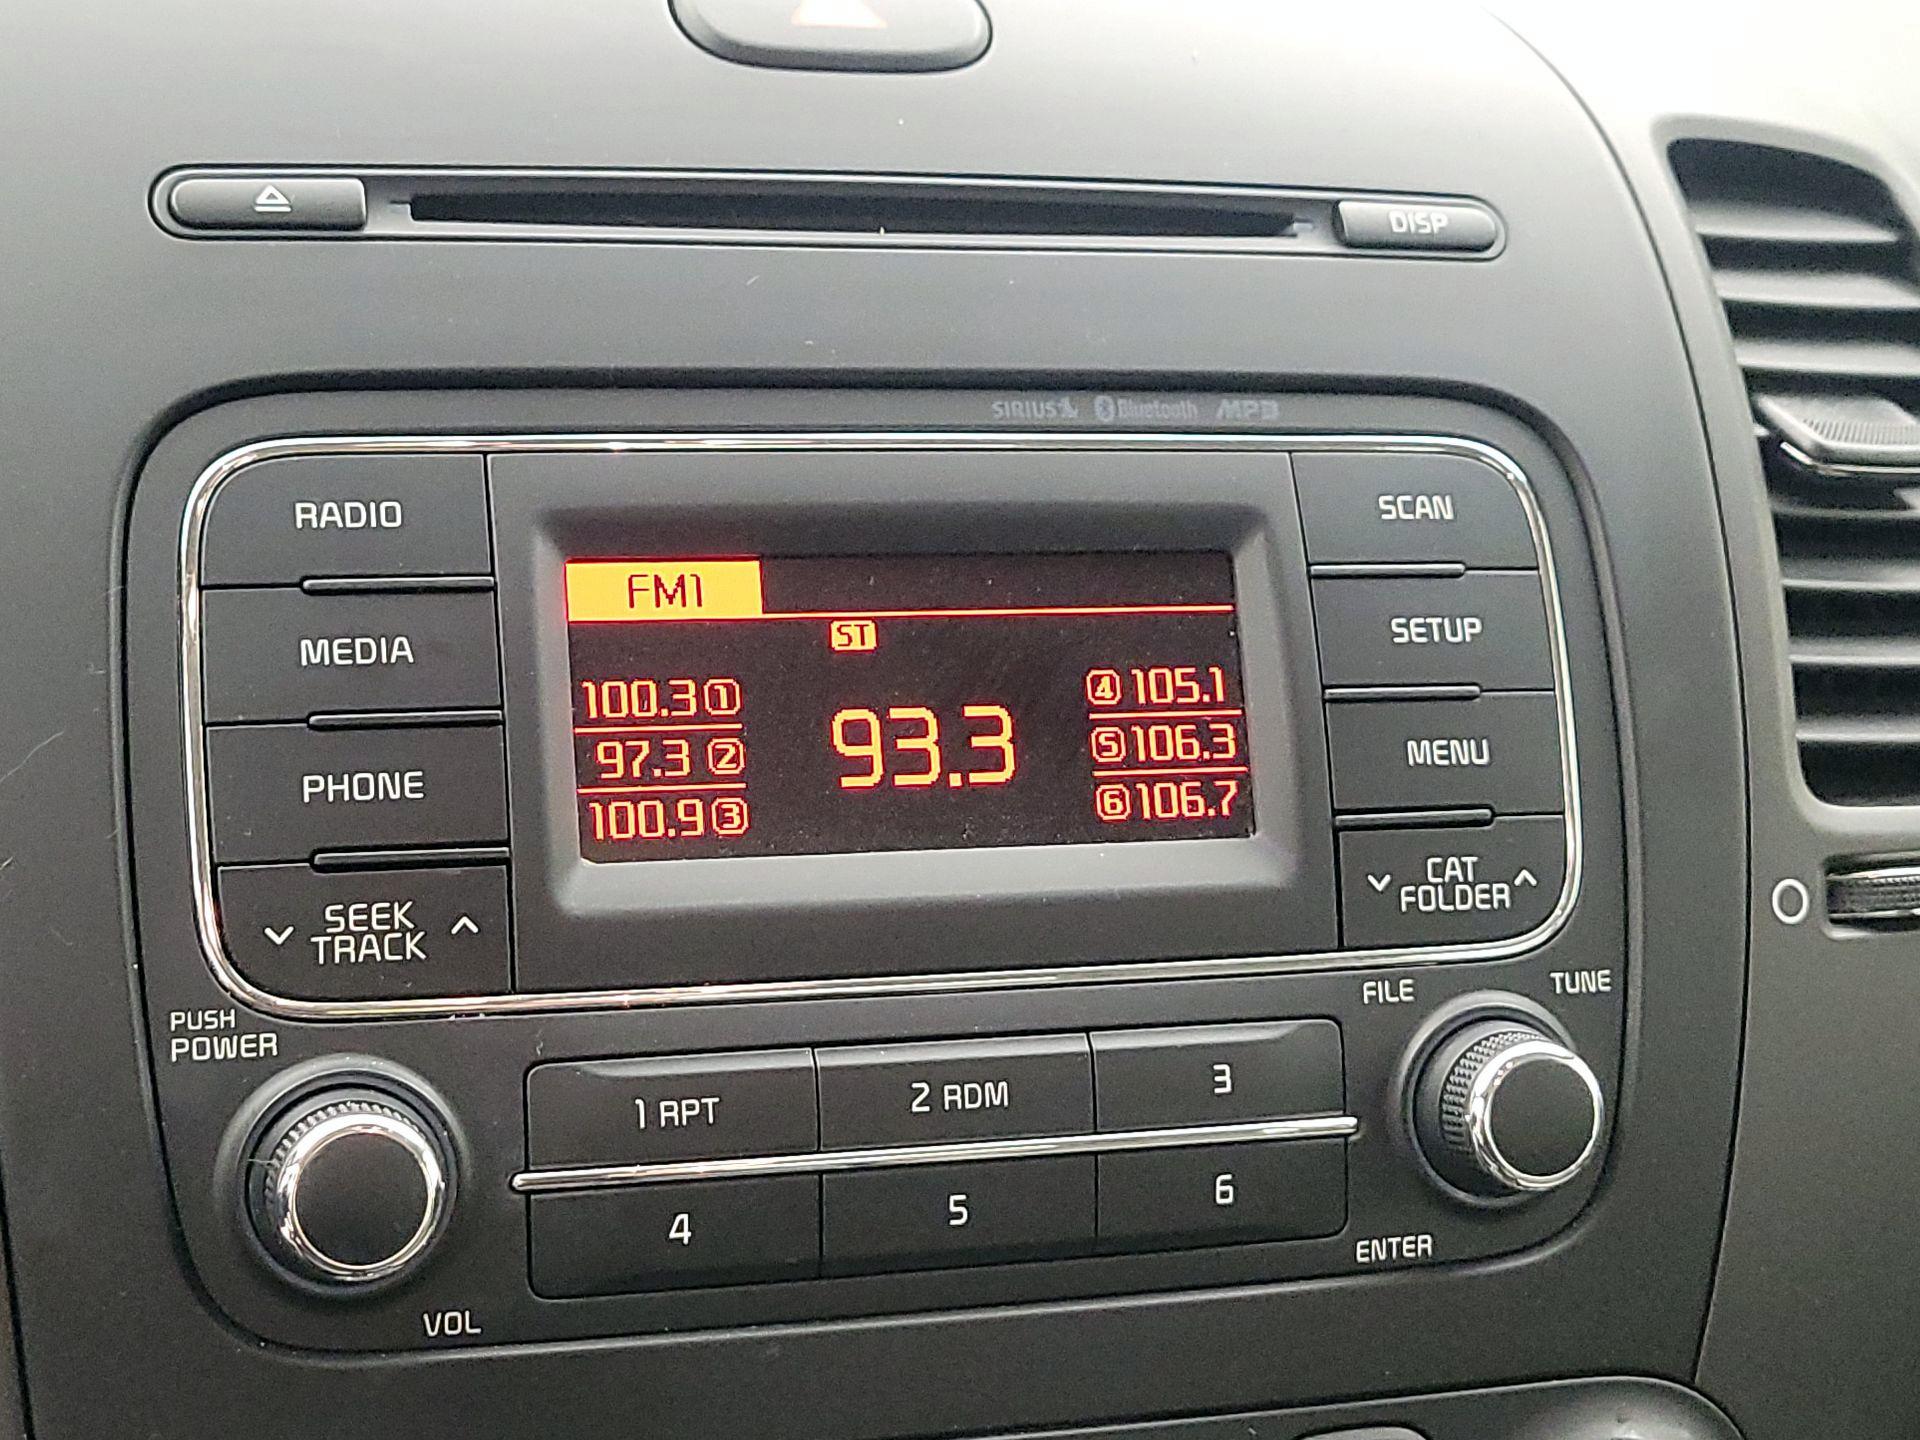 DISP
SIRIUS Bluetooth MP3
RADIO
MEDIA
PHONE
SEEK
TRACK
FM1
ST
100.3 1
97.3 2
100.9 3
93.3
4 105.1
5 106.3
6 106.7
SCAN
SETUP
MENU
CAT
FOLDER
PUSH
POWER
VOL
1 RPT
2 RDM
3
4
5
6
FILE
TUNE
ENTER